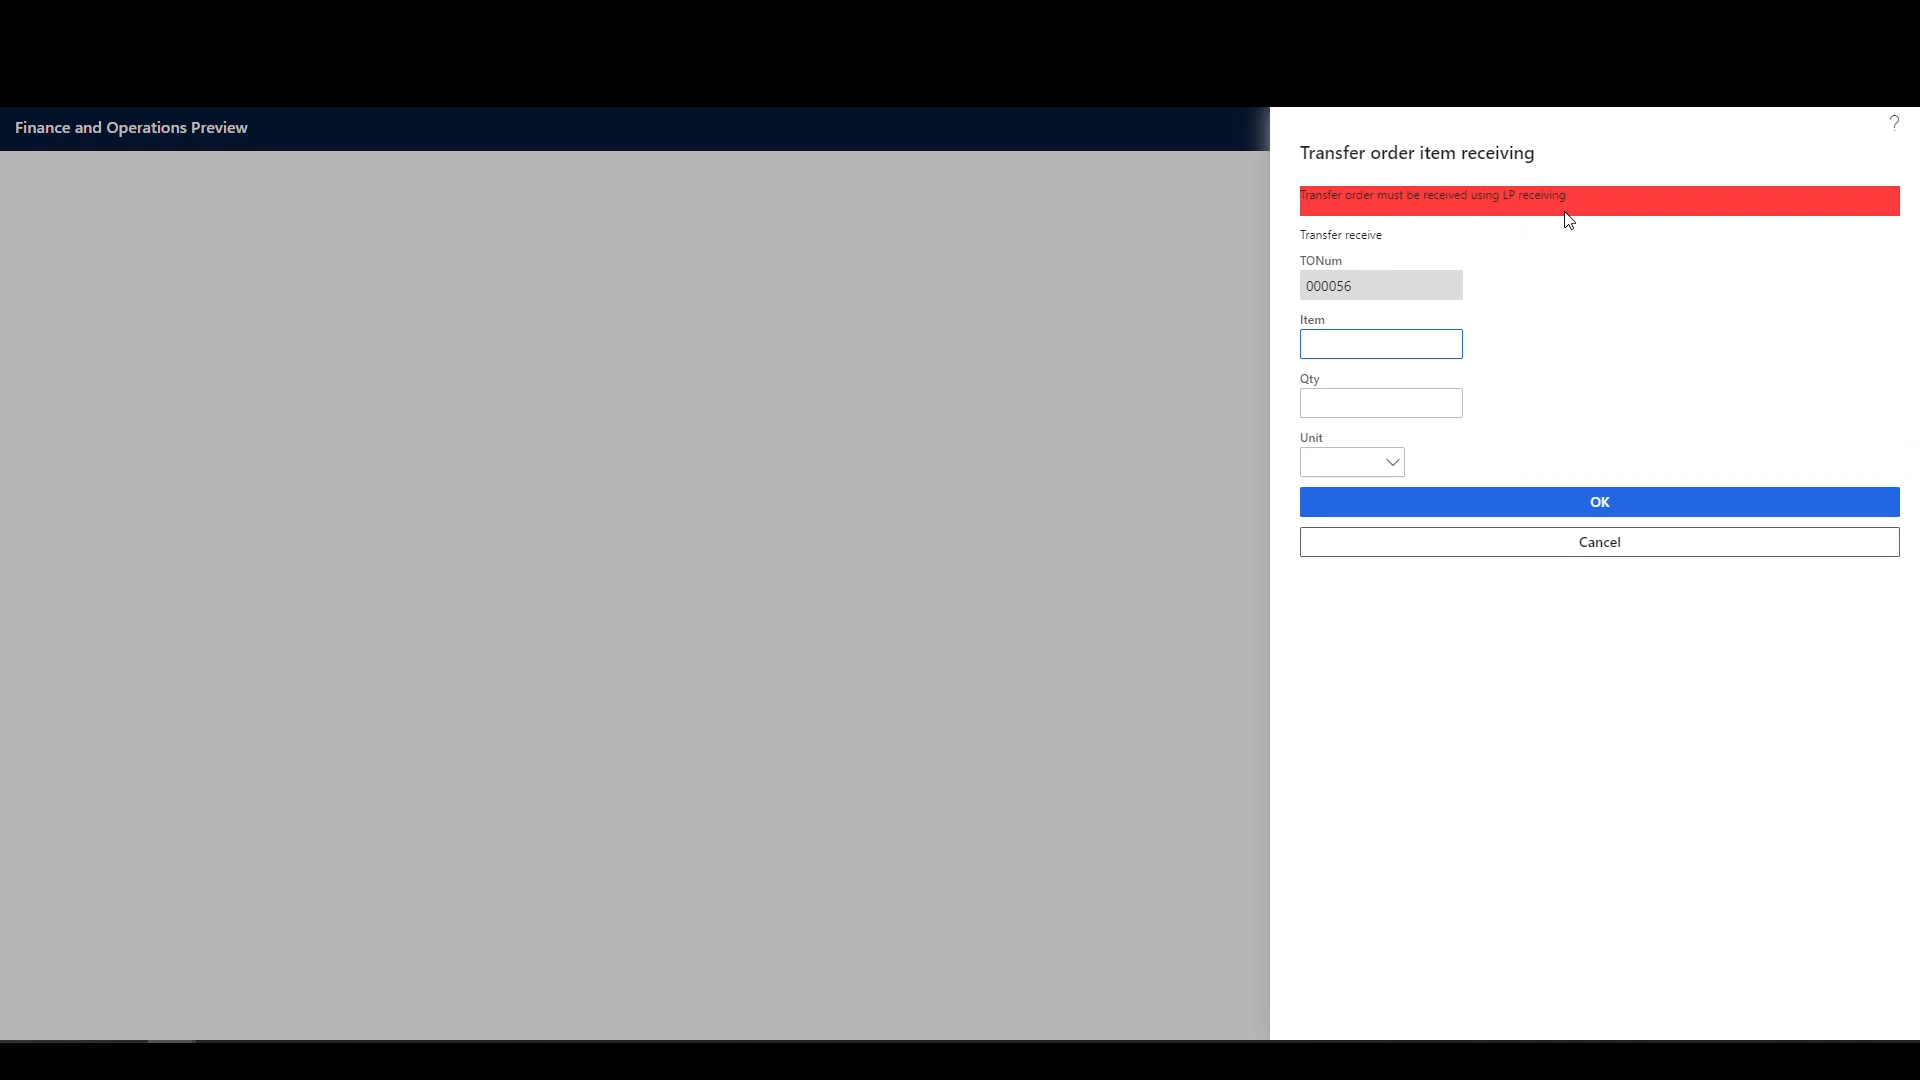 Finance and Operations Preview
?
Transfer order item receiving
Transfer order must be received using LP receiving
Transfer receive
TONum
000056
Item
Qty
Unit
OK
Cancel